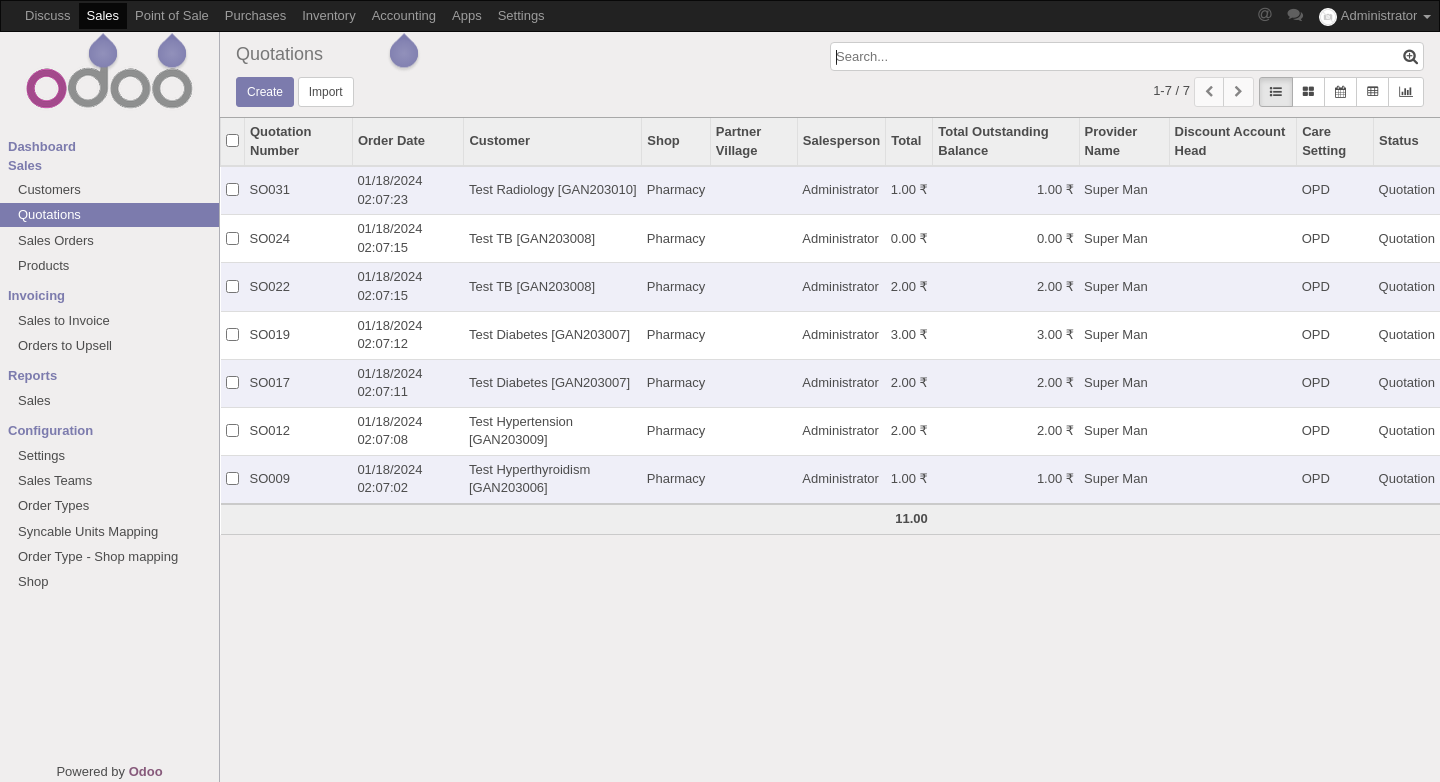 Discuss Sales Point of Sale Purchases Inventory Accounting Apps Settings @ Administrator
odoo
Quotations
Search...
Create Import
1-7 / 7
Dashboard
Sales
Customers
Quotations
Sales Orders
Products
Invoicing
Sales to Invoice
Orders to Upsell
Reports
Sales
Configuration
Settings
Sales Teams
Order Types
Syncable Units Mapping
Order Type - Shop mapping
Shop
Powered by Odoo
Quotation Number Order Date Customer Shop Partner Village Salesperson Total Total Outstanding Balance Provider Name Discount Account Head Care Setting Status
SO031 01/18/2024 02:07:23 Test Radiology [GAN203010] Pharmacy Administrator 1.00 ₹ 1.00 ₹ Super Man OPD Quotation
SO024 01/18/2024 02:07:15 Test TB [GAN203008] Pharmacy Administrator 0.00 ₹ 0.00 ₹ Super Man OPD Quotation
SO022 01/18/2024 02:07:15 Test TB [GAN203008] Pharmacy Administrator 2.00 ₹ 2.00 ₹ Super Man OPD Quotation
SO019 01/18/2024 02:07:12 Test Diabetes [GAN203007] Pharmacy Administrator 3.00 ₹ 3.00 ₹ Super Man OPD Quotation
SO017 01/18/2024 02:07:11 Test Diabetes [GAN203007] Pharmacy Administrator 2.00 ₹ 2.00 ₹ Super Man OPD Quotation
SO012 01/18/2024 02:07:08 Test Hypertension [GAN203009] Pharmacy Administrator 2.00 ₹ 2.00 ₹ Super Man OPD Quotation
SO009 01/18/2024 02:07:02 Test Hyperthyroidism [GAN203006] Pharmacy Administrator 1.00 ₹ 1.00 ₹ Super Man OPD Quotation
11.00